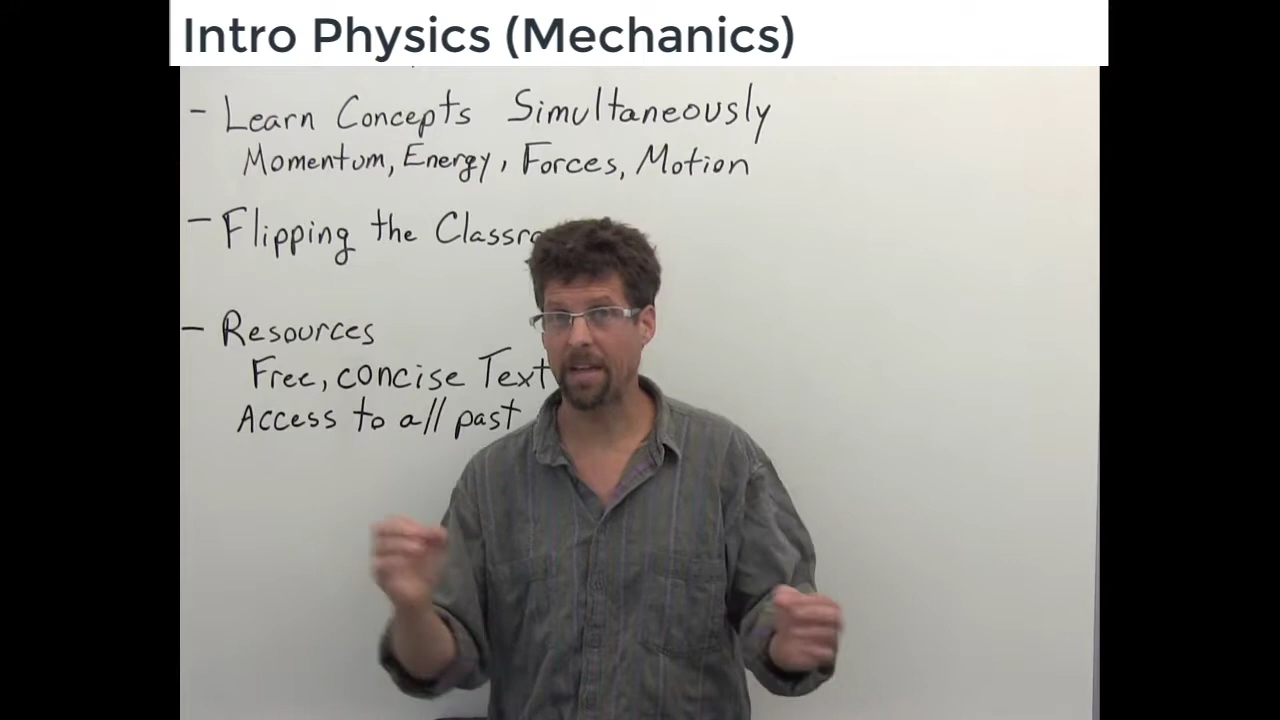 Intro Physics (Mechanics)
- Learn Concepts Simultaneously
Momentum, Energy, Forces, Motion
- Flipping the
- Resources
Free, concise Text
Access to all past